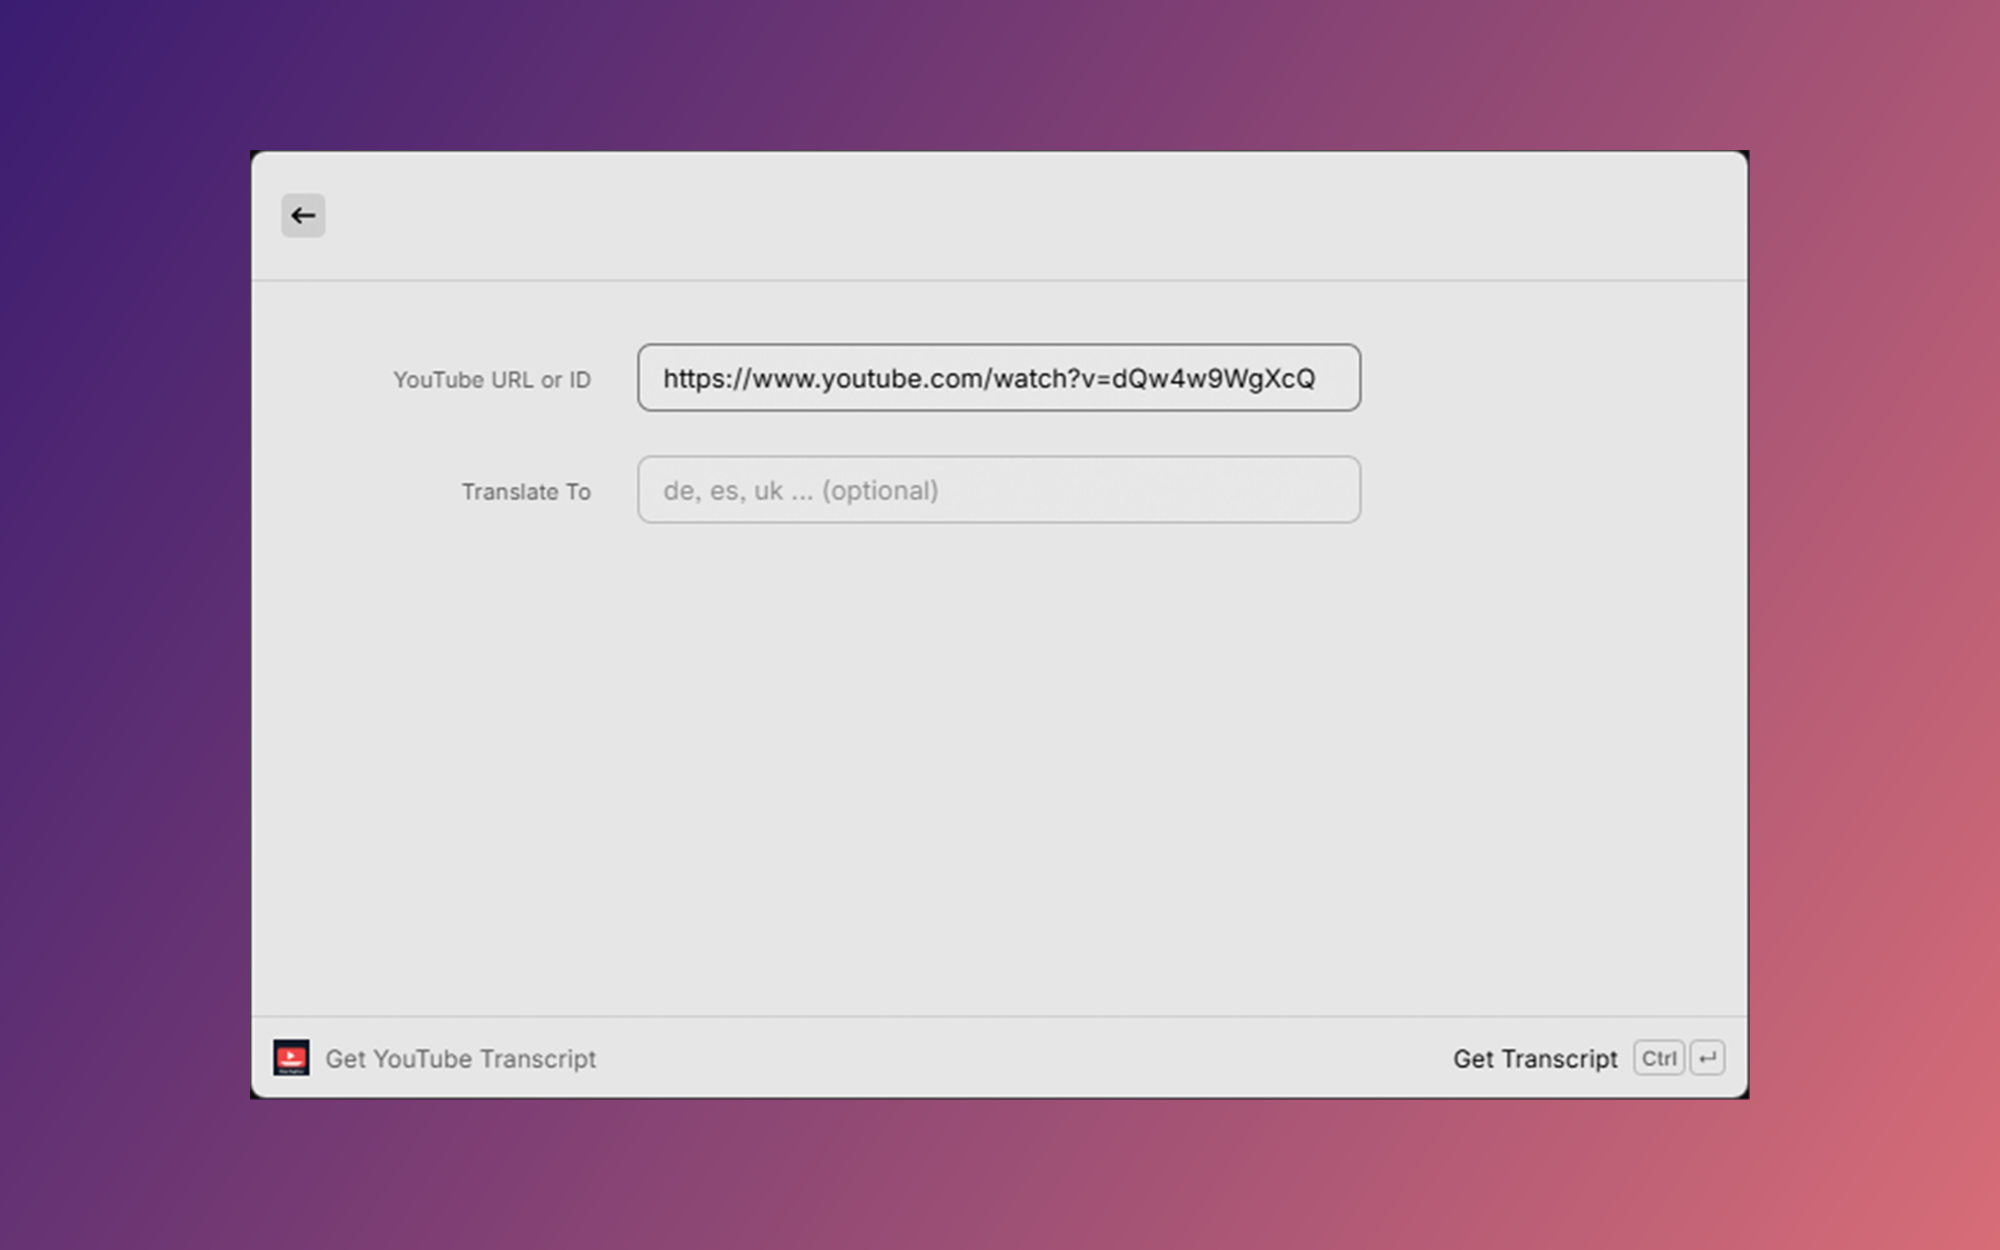 YouTube URL or ID
https://www.youtube.com/watch?v=dQw4w9WgXcQ
Translate To
de, es, uk ... (optional)
Get YouTube Transcript
Get Transcript Ctrl ↵